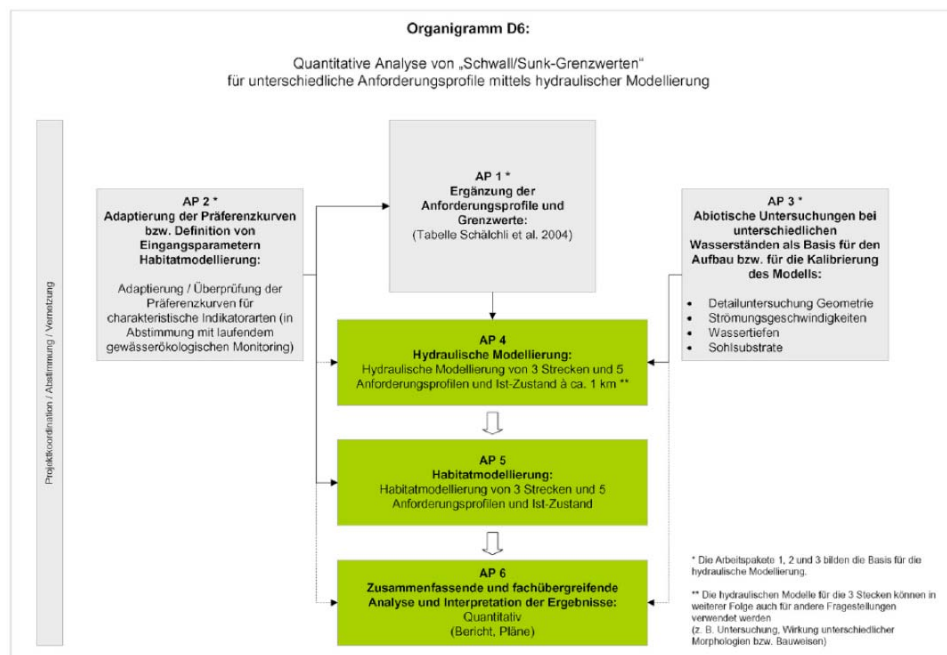 Organigramm D6:
Quantitative Analyse von „Schwall/Sunk-Grenzwerten“
für unterschiedliche Anforderungsprofile mittels hydraulischer Modellierung
Projektkoordination / Abstimmung / Vernetzung
AP 2 *
Adaptierung der Präferenzkurven
bzw. Definition von
Eingangsparametern
Habitatmodellierung:
Adaptierung / Überprüfung der
Präferenzkurven für
charakteristische Indikatorarten (in
Abstimmung mit laufendem
gewässerökologischen Monitoring)
AP 1 *
Ergänzung der
Anforderungsprofile und
Grenzwerte:
(Tabelle Schälchli et al. 2004)
AP 3 *
Abiotische Untersuchungen bei
unterschiedlichen
Wasserständen als Basis für den
Aufbau bzw. für die Kalibrierung
des Modells:
• Detailuntersuchung Geometrie
• Strömungsgeschwindigkeiten
• Wassertiefen
• Sohlsubstrate
AP 4
Hydraulische Modellierung:
Hydraulische Modellierung von 3 Strecken und 5
Anforderungsprofilen und Ist-Zustand à ca. 1 km **
AP 5
Habitatmodellierung:
Habitatmodellierung von 3 Strecken und 5
Anforderungsprofilen und Ist-Zustand
AP 6
Zusammenfassende und fachübergreifende
Analyse und Interpretation der Ergebnisse:
Quantitativ
(Bericht, Pläne)
* Die Arbeitspakete 1, 2 und 3 bilden die Basis für die
hydraulische Modellierung.
** Die hydraulischen Modelle für die 3 Stecken können in
weiterer Folge auch für andere Fragestellungen
verwendet werden
(z. B. Untersuchung, Wirkung unterschiedlicher
Morphologien bzw. Bauweisen)